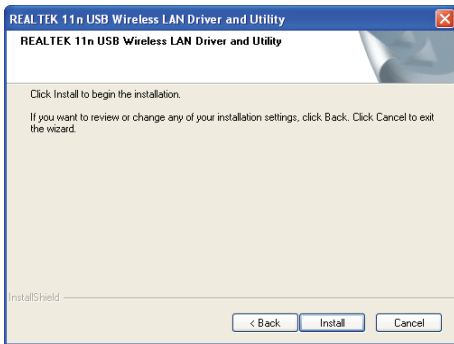 REALTEK 11n USB Wireless LAN Driver and Utility
REALTEK 11n USB Wireless LAN Driver and Utility
Click Install to begin the installation.
If you want to review or change any of your installation settings, click Back. Click Cancel to exit
the wizard.
InstallShield
< Back
Install
Cancel